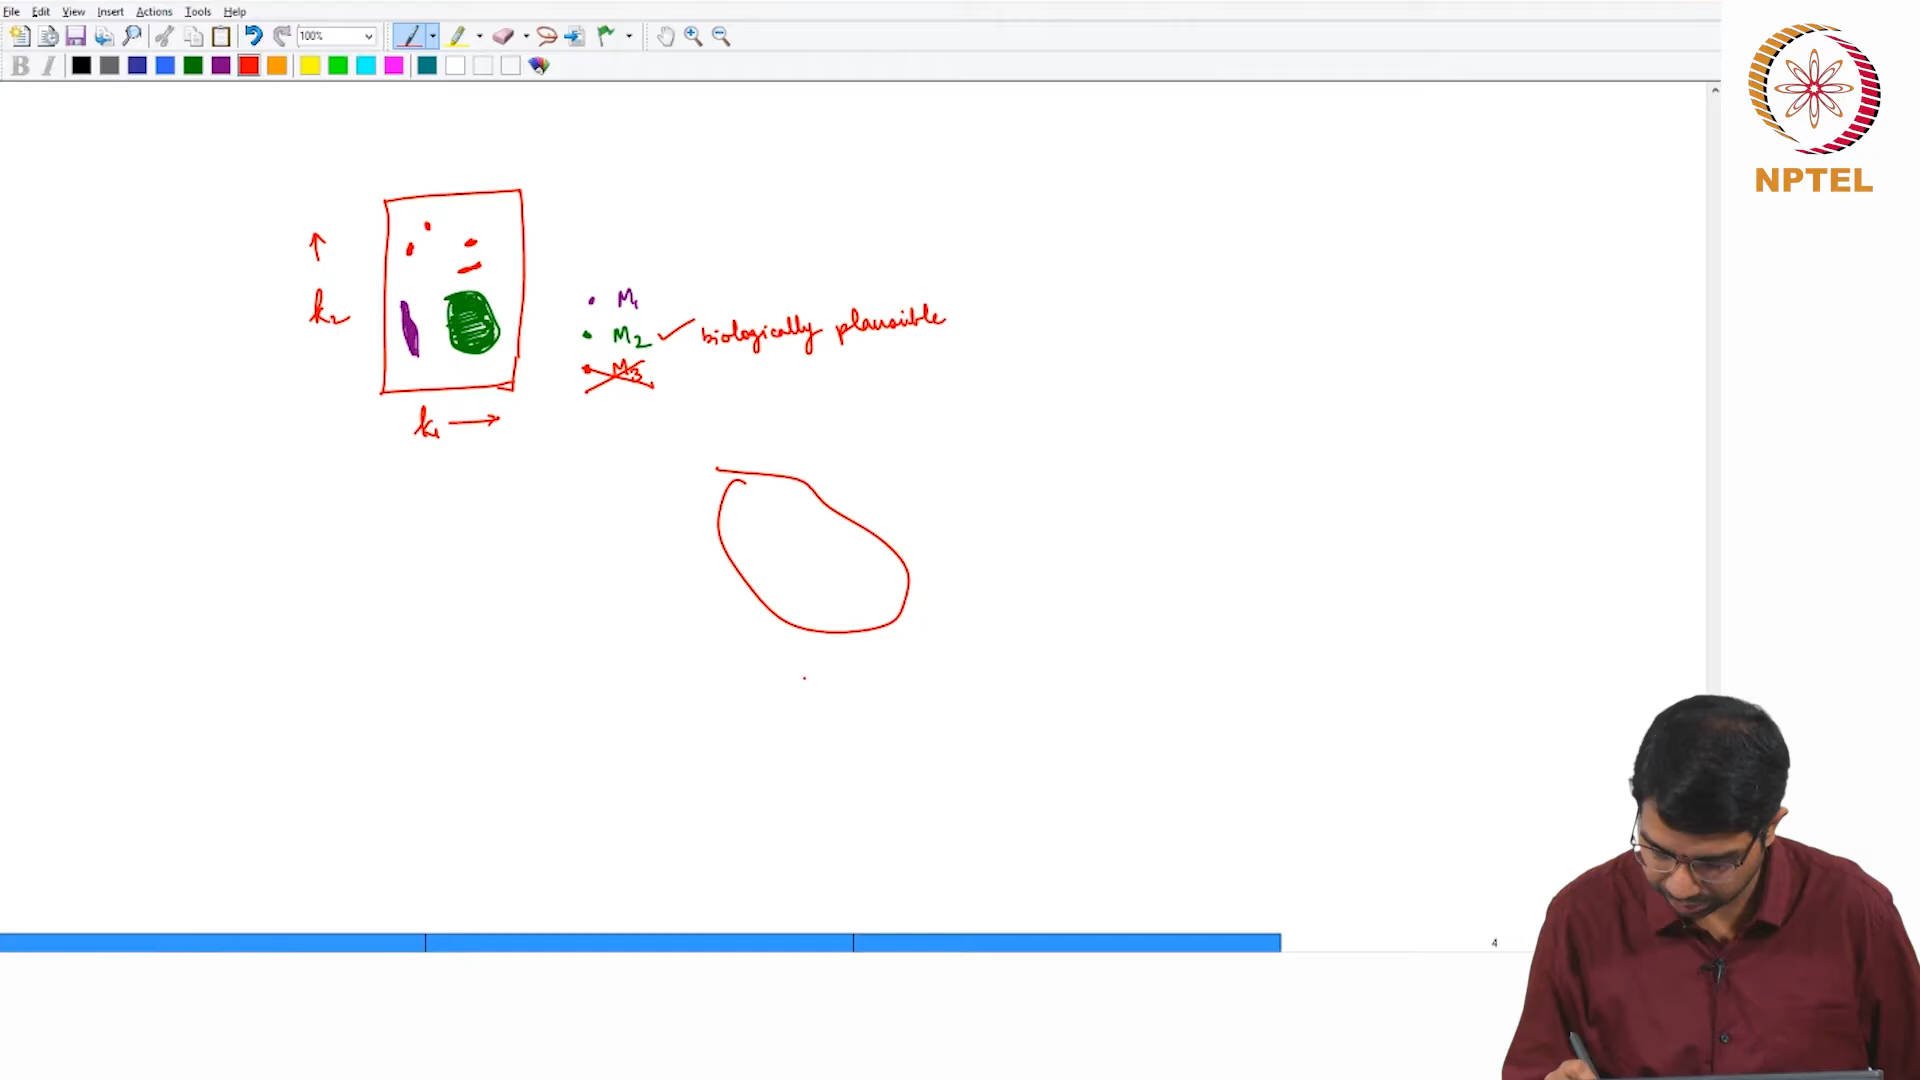 File Edit View Insert Actions Tools Help
100%
B I
NPTEL
k2
M1
M2 ✓ biologically plausible
M3
k1 →
4